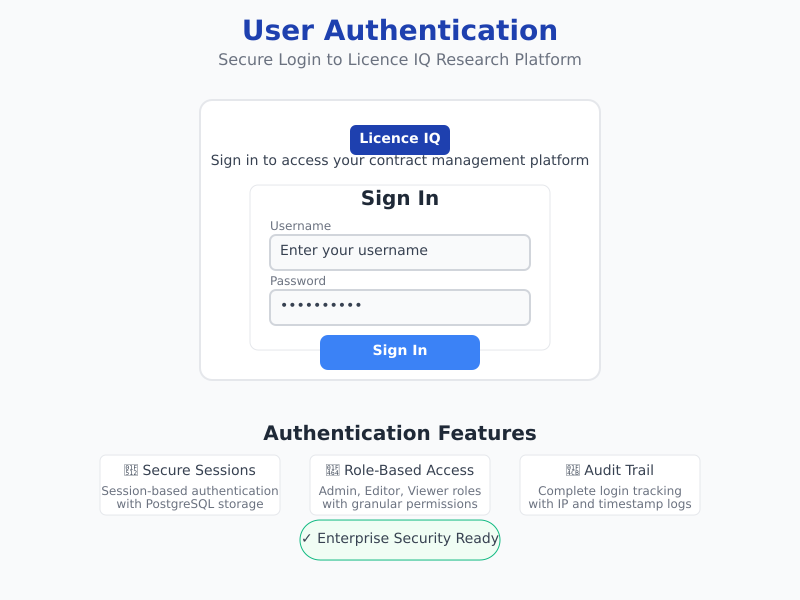 User Authentication
Secure Login to Licence IQ Research Platform
Licence IQ
Sign in to access your contract management platform
Sign In
Username
Enter your username
Password
••••••••••
Sign In
Authentication Features
Secure Sessions
Session-based authentication
with PostgreSQL storage
Role-Based Access
Admin, Editor, Viewer roles
with granular permissions
Audit Trail
Complete login tracking
with IP and timestamp logs
✓ Enterprise Security Ready